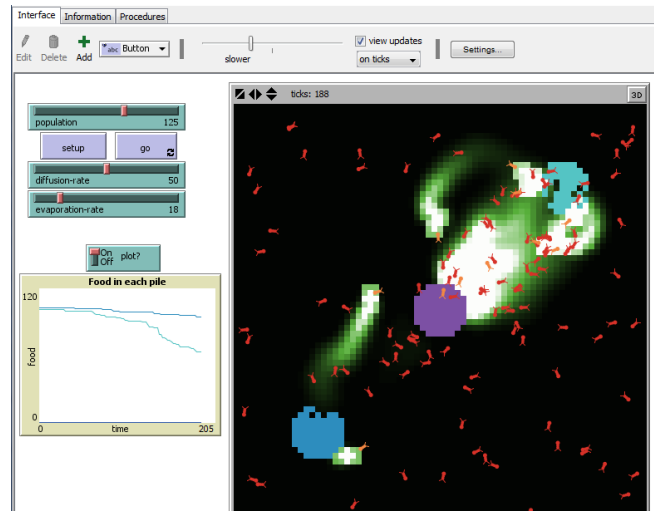 Interface Information Procedures
Edit Delete Add abc Button slower view updates on ticks Settings...
ticks: 188 3D
population 125
setup go
diffusion-rate 50
evaporation-rate 18
On
Off plot?
Food in each pile
120
food
0
0 time 205